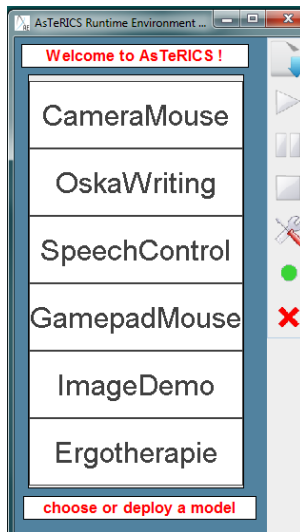 AsTeRICS Runtime Environment ...
Welcome to AsTeRICS !
CameraMouse
OskaWriting
SpeechControl
GamepadMouse
ImageDemo
Ergotherapie
choose or deploy a model